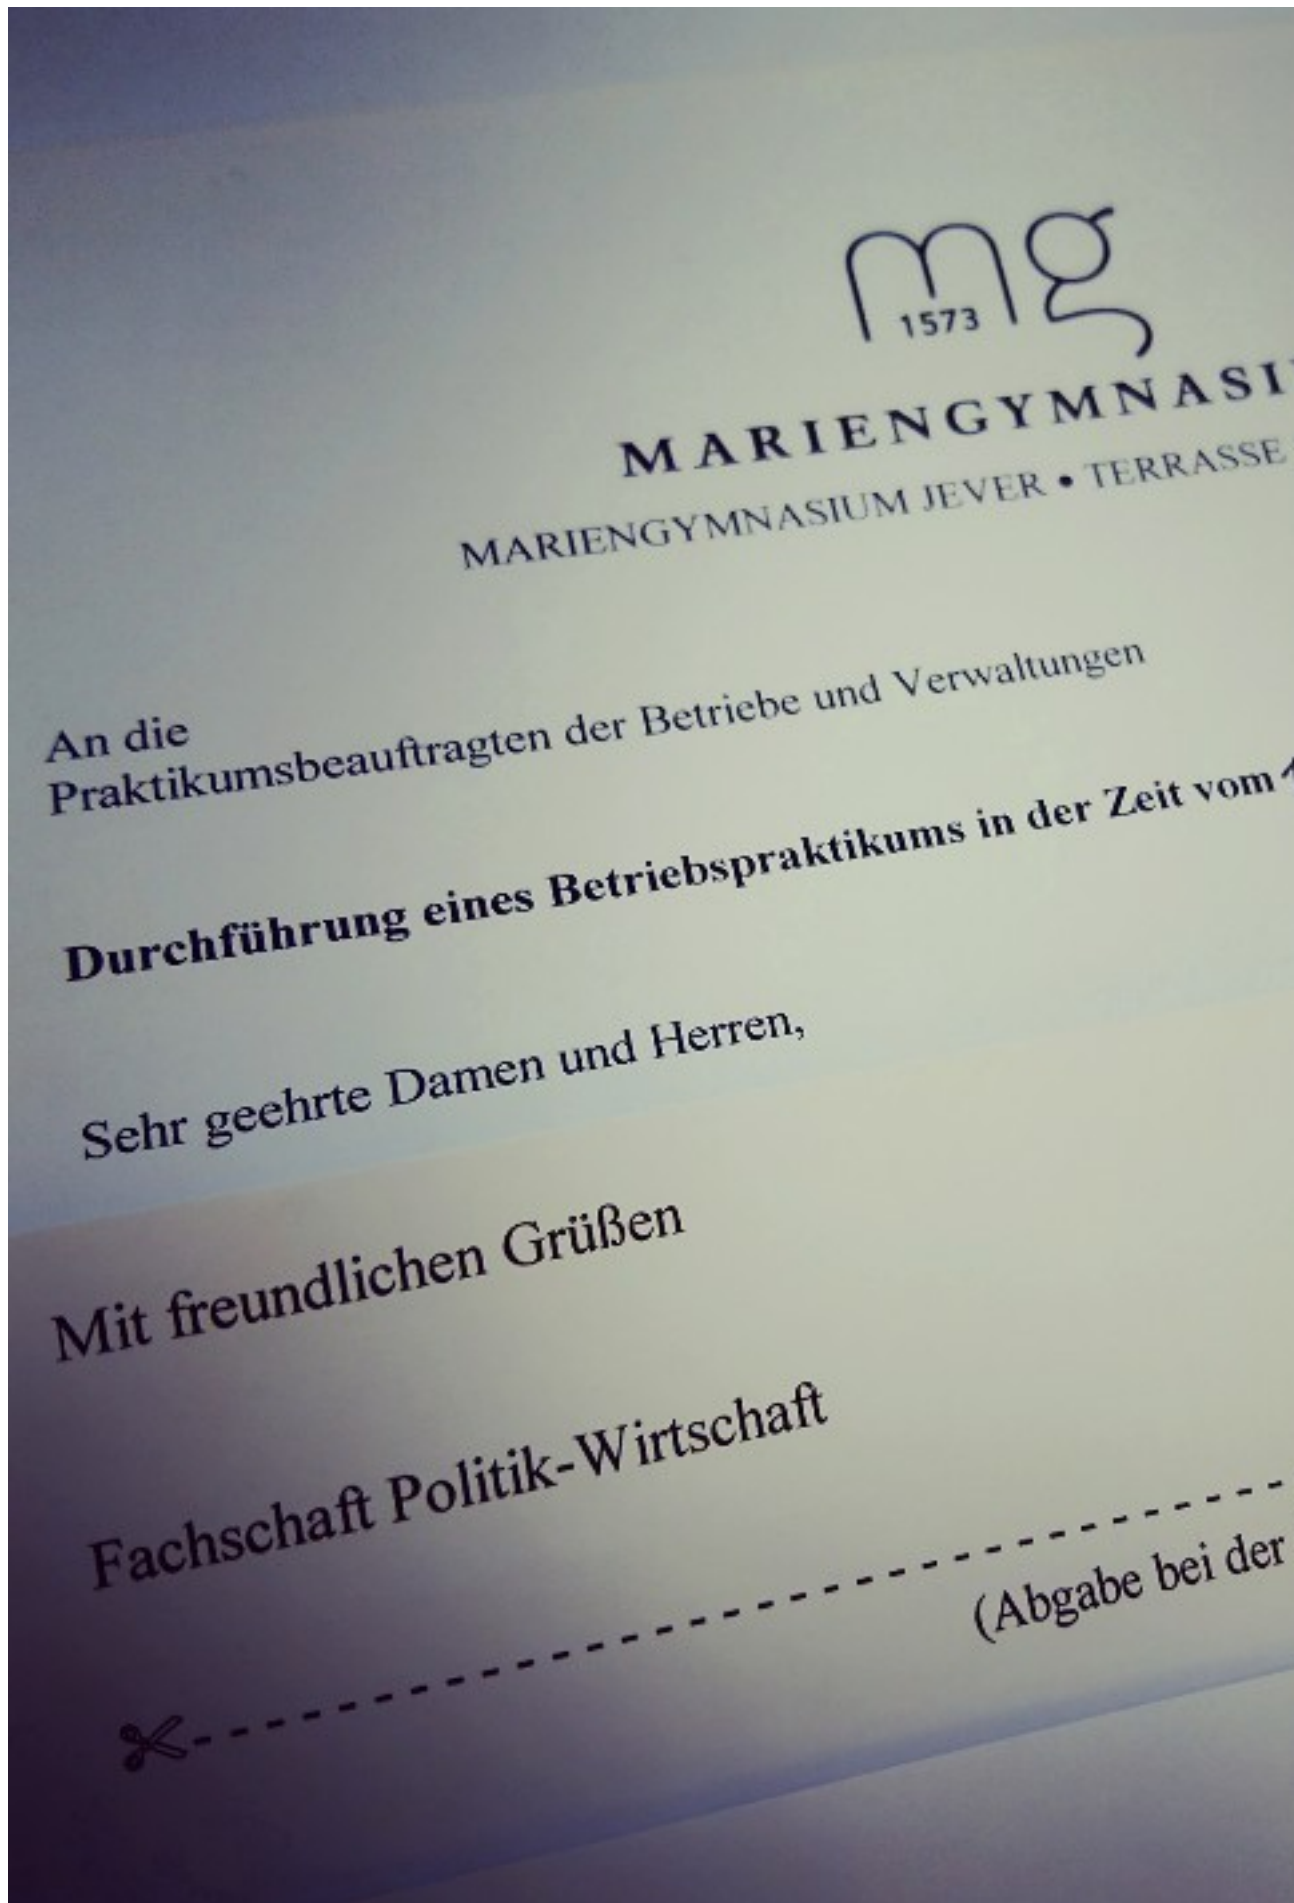 mg
1573
MARIENGYMNASI
MARIENGYMNASIUM JEVER • TERRASSE
An die
Praktikumsbeauftragten der Betriebe und Verwaltungen
Durchführung eines Betriebspraktikums in der Zeit vom 1
Sehr geehrte Damen und Herren,
Mit freundlichen Grüßen
Fachschaft Politik-Wirtschaft
(Abgabe bei der